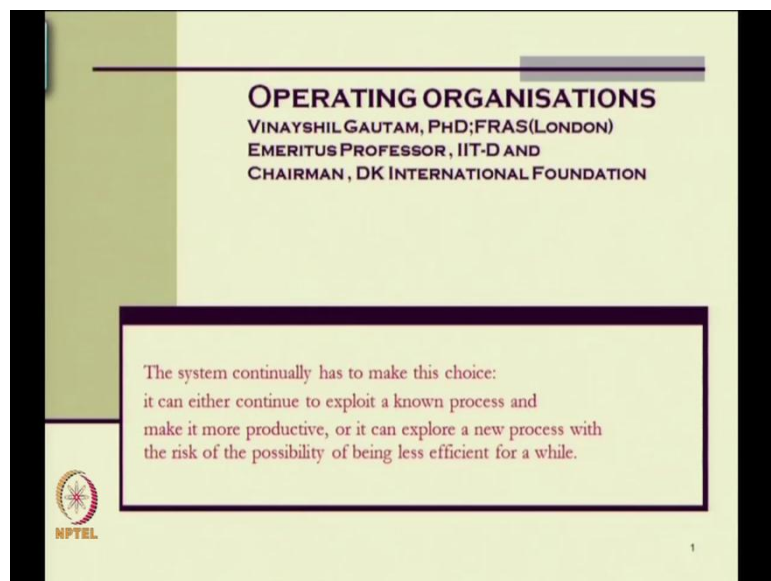 OPERATING ORGANISATIONS
VINAYSHIL GAUTAM, PHD;FRAS(LONDON)
EMERITUS PROFESSOR, IIT-D AND
CHAIRMAN, DK INTERNATIONAL FOUNDATION
The system continually has to make this choice:
it can either continue to exploit a known process and
make it more productive, or it can explore a new process with
the risk of the possibility of being less efficient for a while.
NPTEL
1